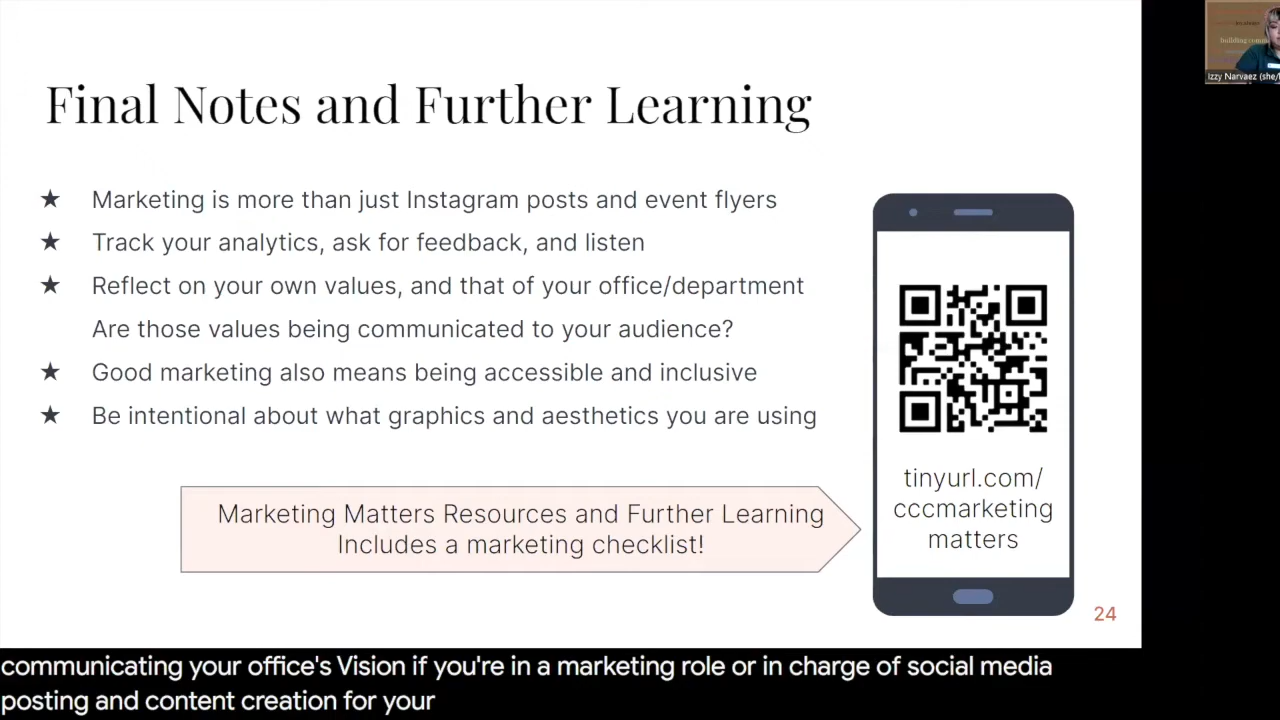 Final Notes and Further Learning
★ Marketing is more than just Instagram posts and event flyers
★ Track your analytics, ask for feedback, and listen
★ Reflect on your own values, and that of your office/department
Are those values being communicated to your audience?
★ Good marketing also means being accessible and inclusive
★ Be intentional about what graphics and aesthetics you are using
Marketing Matters Resources and Further Learning
Includes a marketing checklist!
tinyurl.com/
cccmarketing
matters
24
Izzy Narvaez (she/
communicating your office's Vision if you're in a marketing role or in charge of social media
posting and content creation for your